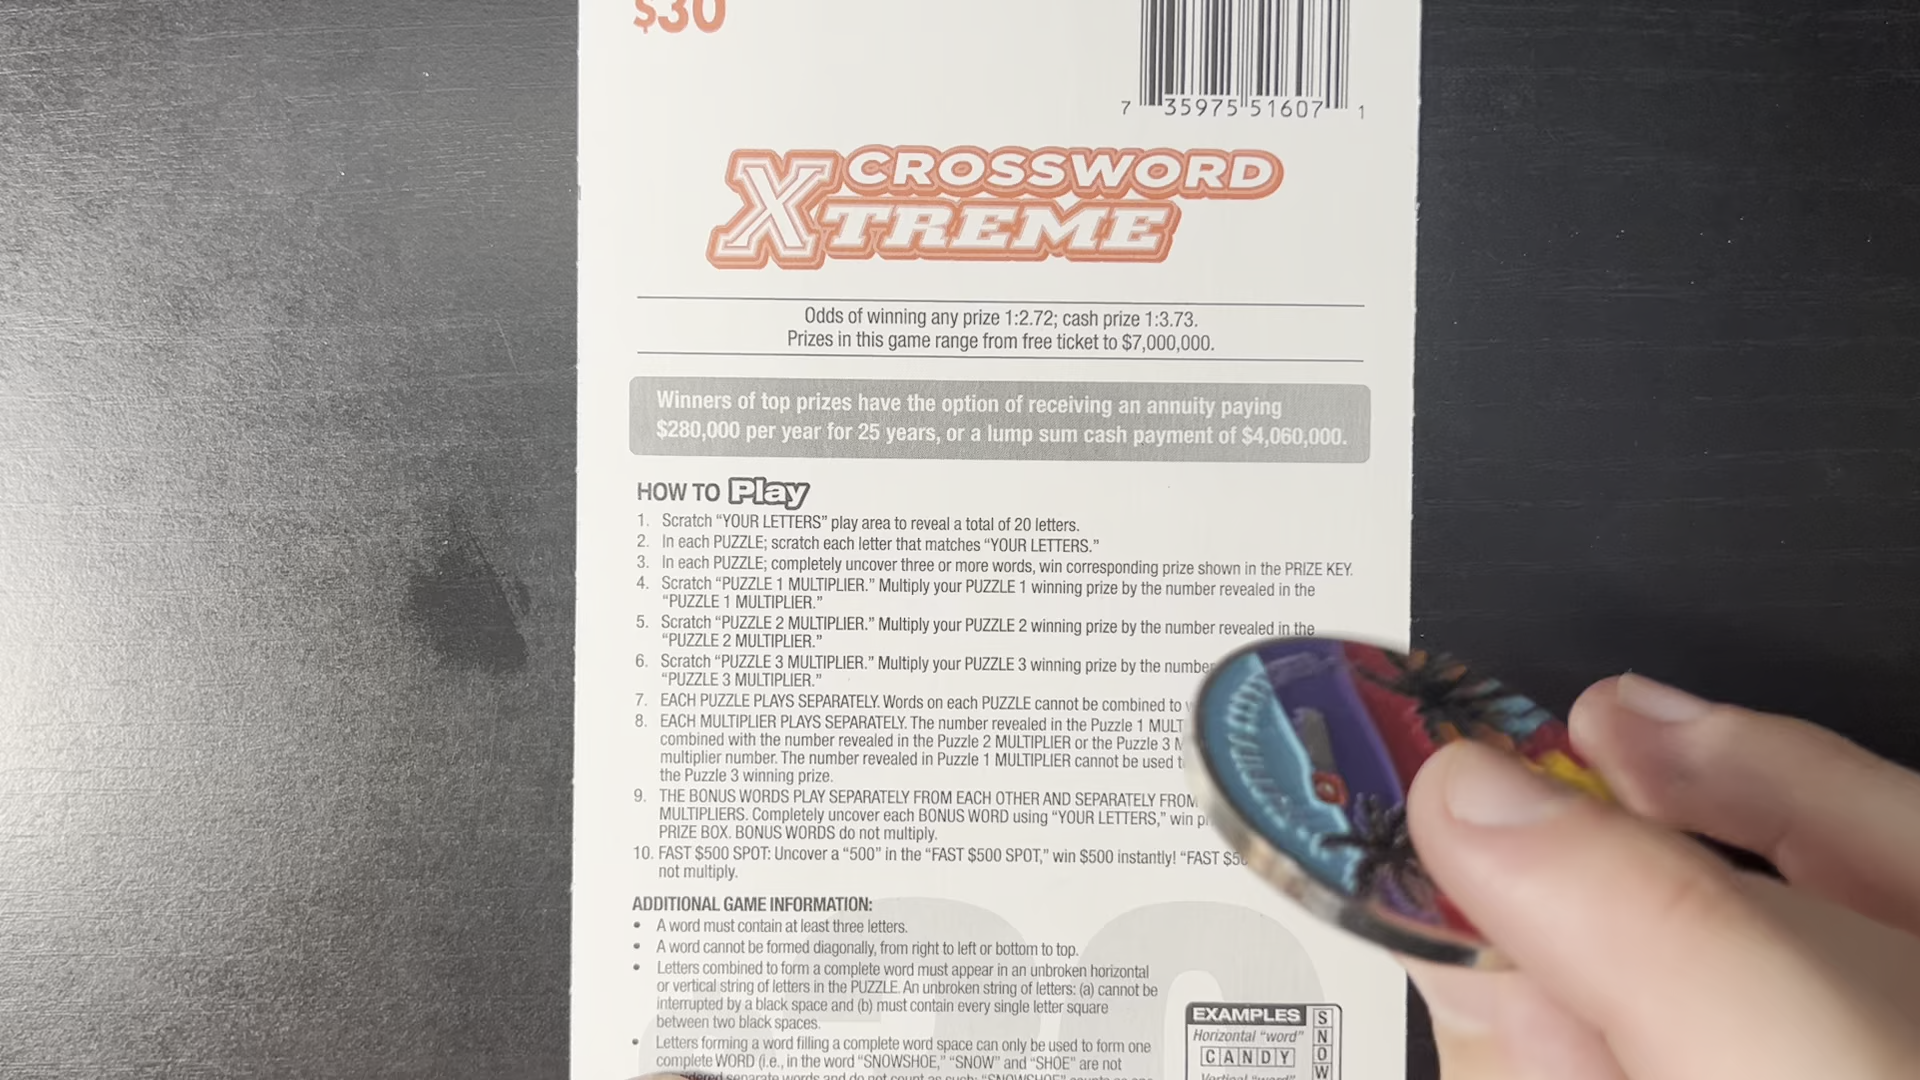 $30
7 35975 51607 1
CROSSWORD
XTREME
Odds of winning any prize 1:2.72; cash prize 1:3.73.
Prizes in this game range from free ticket to $7,000,000.
Winners of top prizes have the option of receiving an annuity paying
$280,000 per year for 25 years, or a lump sum cash payment of $4,060,000.
HOW TO Play
1. Scratch “YOUR LETTERS” play area to reveal a total of 20 letters.
2. In each PUZZLE; scratch each letter that matches “YOUR LETTERS.”
3. In each PUZZLE; completely uncover three or more words, win corresponding prize shown in the PRIZE KEY.
4. Scratch “PUZZLE 1 MULTIPLIER.” Multiply your PUZZLE 1 winning prize by the number revealed in the
“PUZZLE 1 MULTIPLIER.”
5. Scratch “PUZZLE 2 MULTIPLIER.” Multiply your PUZZLE 2 winning prize by the number revealed in the
“PUZZLE 2 MULTIPLIER.”
6. Scratch “PUZZLE 3 MULTIPLIER.” Multiply your PUZZLE 3 winning prize by the number
“PUZZLE 3 MULTIPLIER.”
7. EACH PUZZLE PLAYS SEPARATELY. Words on each PUZZLE cannot be combined to
8. EACH MULTIPLIER PLAYS SEPARATELY. The number revealed in the Puzzle 1 MULT
combined with the number revealed in the Puzzle 2 MULTIPLIER or the Puzzle 3
multiplier number. The number revealed in Puzzle 1 MULTIPLIER cannot be used
the Puzzle 3 winning prize.
9. THE BONUS WORDS PLAY SEPARATELY FROM EACH OTHER AND SEPARATELY FROM
MULTIPLIERS. Completely uncover each BONUS WORD using “YOUR LETTERS,” win
PRIZE BOX. BONUS WORDS do not multiply.
10. FAST $500 SPOT: Uncover a “500” in the “FAST $500 SPOT,” win $500 instantly! “FAST
not multiply.
ADDITIONAL GAME INFORMATION:
• A word must contain at least three letters.
• A word cannot be formed diagonally, from right to left or bottom to top.
• Letters combined to form a complete word must appear in an unbroken horizontal
or vertical string of letters in the PUZZLE. An unbroken string of letters: (a) cannot be
interrupted by a black space and (b) must contain every single letter square
between two black spaces.
• Letters forming a word filling a complete word space can only be used to form one
complete WORD (i.e., in the word “SNOWSHOE,” “SNOW” and “SHOE” are not
separate words and do not count as such; “SNOWSHOE”
EXAMPLES
Horizontal “word”
CANDY
Vertical “word”
S
N
O
W